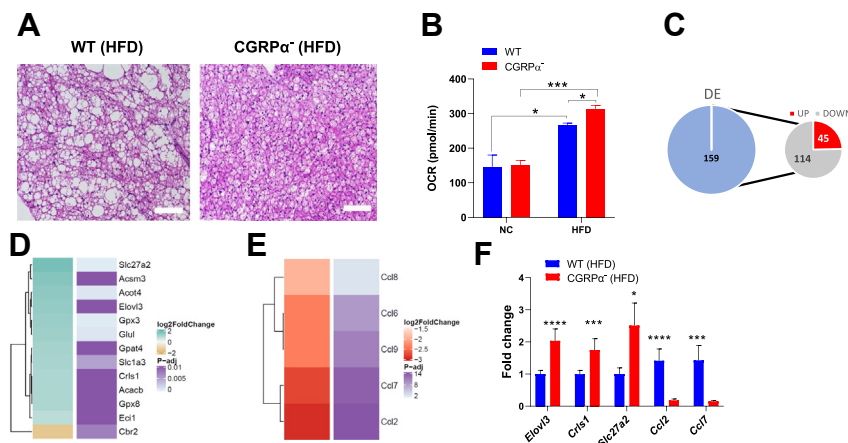 A
WT (HFD)
CGRPα⁻ (HFD)
B
WT
CGRPα⁻
OCR (pmol/min)
400
300
200
100
0
***
*
*
NC
HFD
C
DE
159
UP
DOWN
45
114
D
Slc27a2
Acsm3
Acot4
Elovl3
Gpx3
Glul
Gpat4
Slc1a3
Crls1
Acacb
Gpx8
Eci1
Cbr2
log2FoldChange
2
0
−2
P−adj
0.01
0.005
0
E
Ccl8
Ccl6
Ccl9
Ccl7
Ccl2
log2FoldChange
−1.5
−2
−2.5
−3
P−adj
14
8
6
2
F
WT (HFD)
CGRPα⁻ (HFD)
Fold change
4
3
2
1
0
****
***
*
****
***
Elovl3
Crls1
Slc27a2
Ccl2
Ccl7